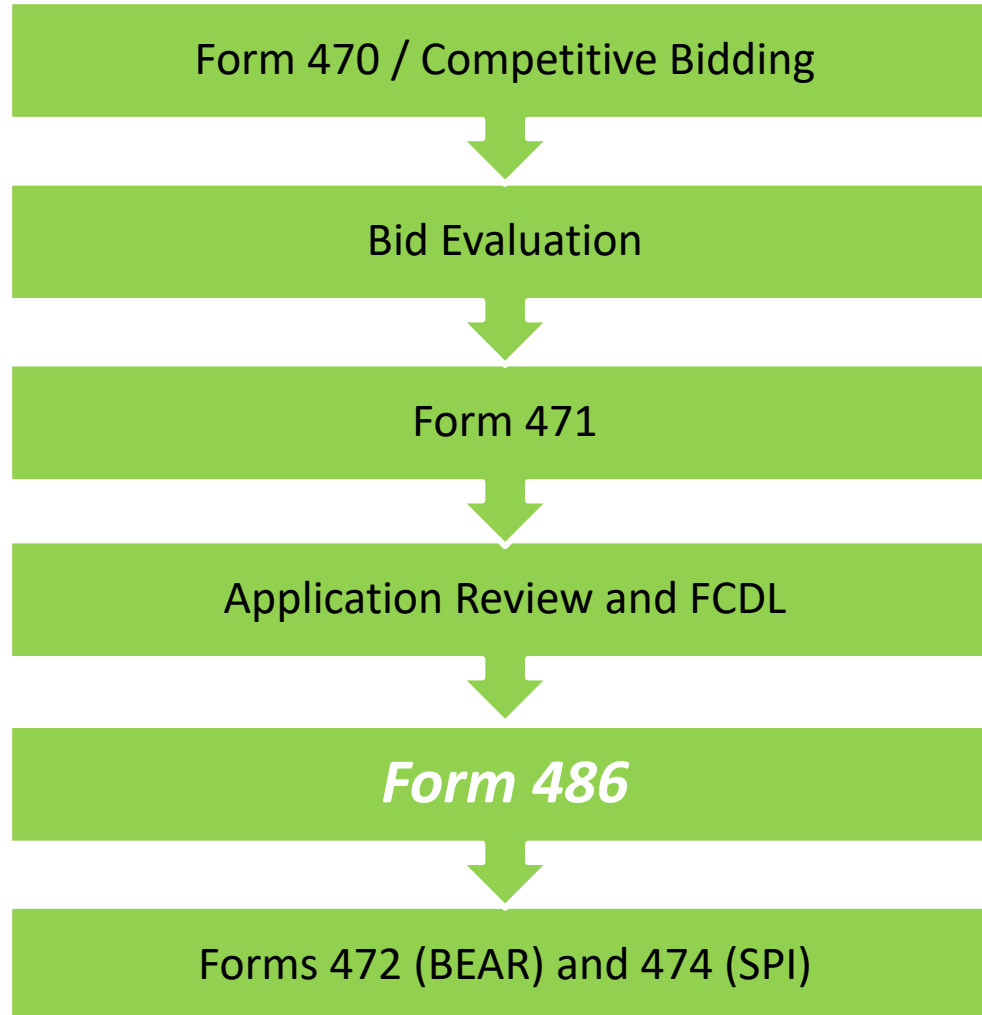 Form 470 / Competitive Bidding
Bid Evaluation
Form 471
Application Review and FCDL
Form 486
Forms 472 (BEAR) and 474 (SPI)